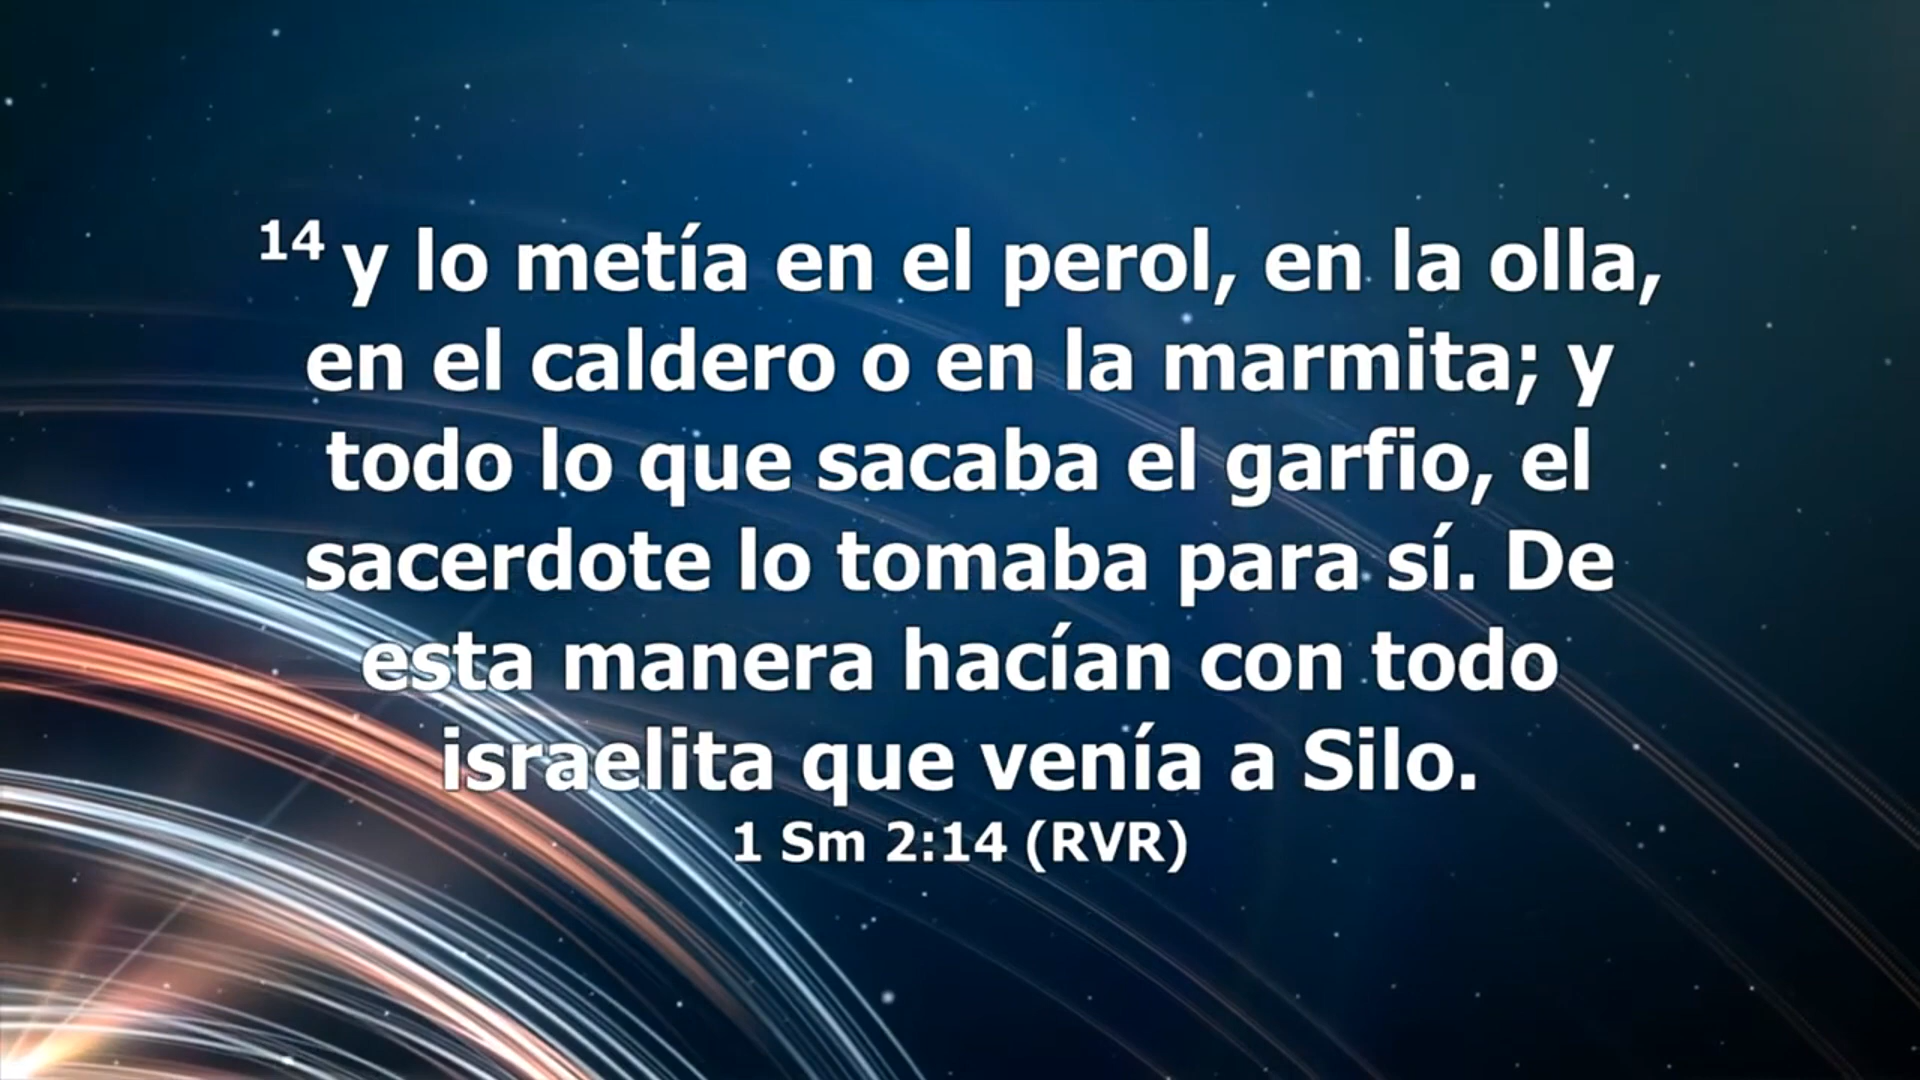 14 y lo metía en el perol, en la olla,
en el caldero o en la marmita; y
todo lo que sacaba el garfio, el
sacerdote lo tomaba para sí. De
esta manera hacían con todo
israelita que venía a Silo.
1 Sm 2:14 (RVR)